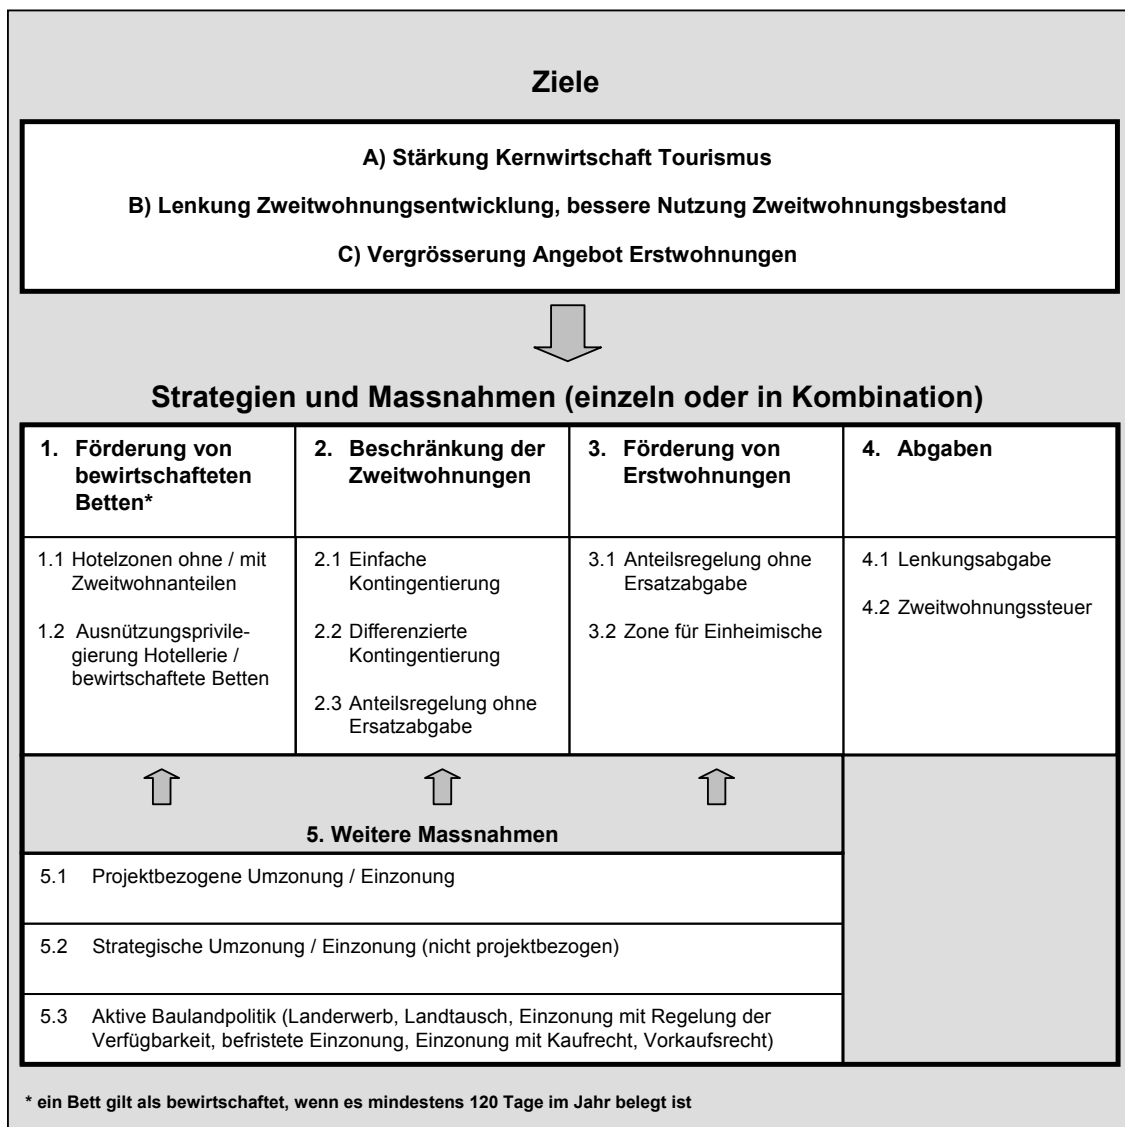 Ziele
A) Stärkung Kernwirtschaft Tourismus
B) Lenkung Zweitwohnungsentwicklung, bessere Nutzung Zweitwohnungsbestand
C) Vergrösserung Angebot Erstwohnungen
Strategien und Massnahmen (einzeln oder in Kombination)
1. Förderung von
bewirtschafteten
Betten*
2. Beschränkung der
Zweitwohnungen
3. Förderung von
Erstwohnungen
4. Abgaben
1.1 Hotelzonen ohne / mit
Zweitwohnanteilen
1.2 Ausnützungsprivile-
gierung Hotellerie /
bewirtschaftete Betten
2.1 Einfache
Kontingentierung
2.2 Differenzierte
Kontingentierung
2.3 Anteilsregelung ohne
Ersatzabgabe
3.1 Anteilsregelung ohne
Ersatzabgabe
3.2 Zone für Einheimische
4.1 Lenkungsabgabe
4.2 Zweitwohnungssteuer
5. Weitere Massnahmen
5.1 Projektbezogene Umzonung / Einzonung
5.2 Strategische Umzonung / Einzonung (nicht projektbezogen)
5.3 Aktive Baulandpolitik (Landerwerb, Landtausch, Einzonung mit Regelung der
Verfügbarkeit, befristete Einzonung, Einzonung mit Kaufrecht, Vorkaufsrecht)
* ein Bett gilt als bewirtschaftet, wenn es mindestens 120 Tage im Jahr belegt ist